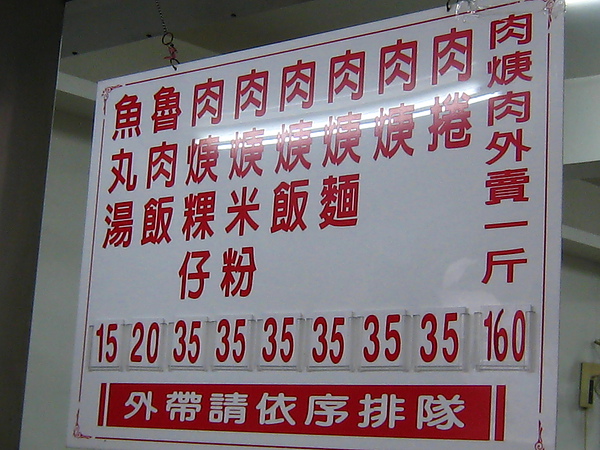 肉焿肉外賣一斤
160
肉捲
35
肉焿
35
肉焿麵
35
肉焿飯
35
肉焿米粉
35
肉焿粿仔
35
魯肉飯
20
魚丸湯
15
外帶請依序排隊